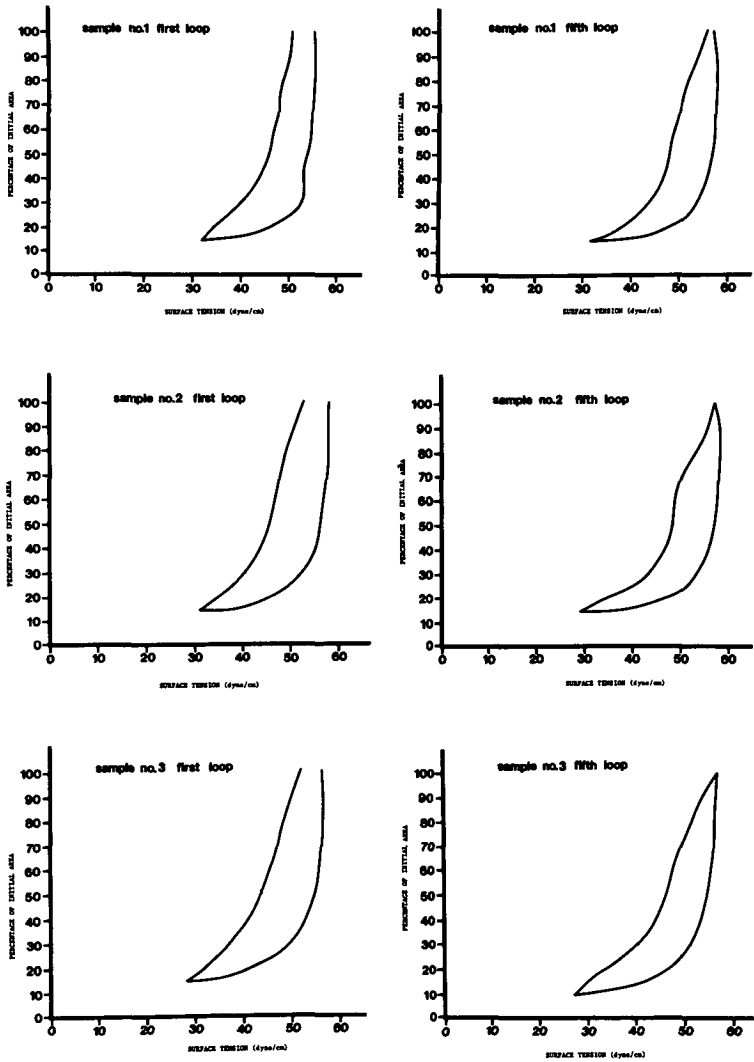 sample no.1 first loop
100
90
80
70
60
50
40
30
20
10
0
PERCENTAGE OF INITIAL AREA
0 10 20 30 40 50 60
SURFACE TENSION (dyne/cm)
sample no.1 fifth loop
100
90
80
70
60
50
40
30
20
10
0
PERCENTAGE OF INITIAL AREA
0 10 20 30 40 50 60
SURFACE TENSION (dyne/cm)
sample no.2 first loop
100
90
80
70
60
50
40
30
20
10
0
PERCENTAGE OF INITIAL AREA
0 10 20 30 40 50 60
SURFACE TENSION (dyne/cm)
sample no.2 fifth loop
100
90
80
70
60
50
40
30
20
10
0
PERCENTAGE OF INITIAL AREA
0 10 20 30 40 50 60
SURFACE TENSION (dyne/cm)
sample no.3 first loop
100
90
80
70
60
50
40
30
20
10
0
PERCENTAGE OF INITIAL AREA
0 10 20 30 40 50 60
SURFACE TENSION (dyne/cm)
sample no.3 fifth loop
100
90
80
70
60
50
40
30
20
10
0
PERCENTAGE OF INITIAL AREA
0 10 20 30 40 50 60
SURFACE TENSION (dyne/cm)